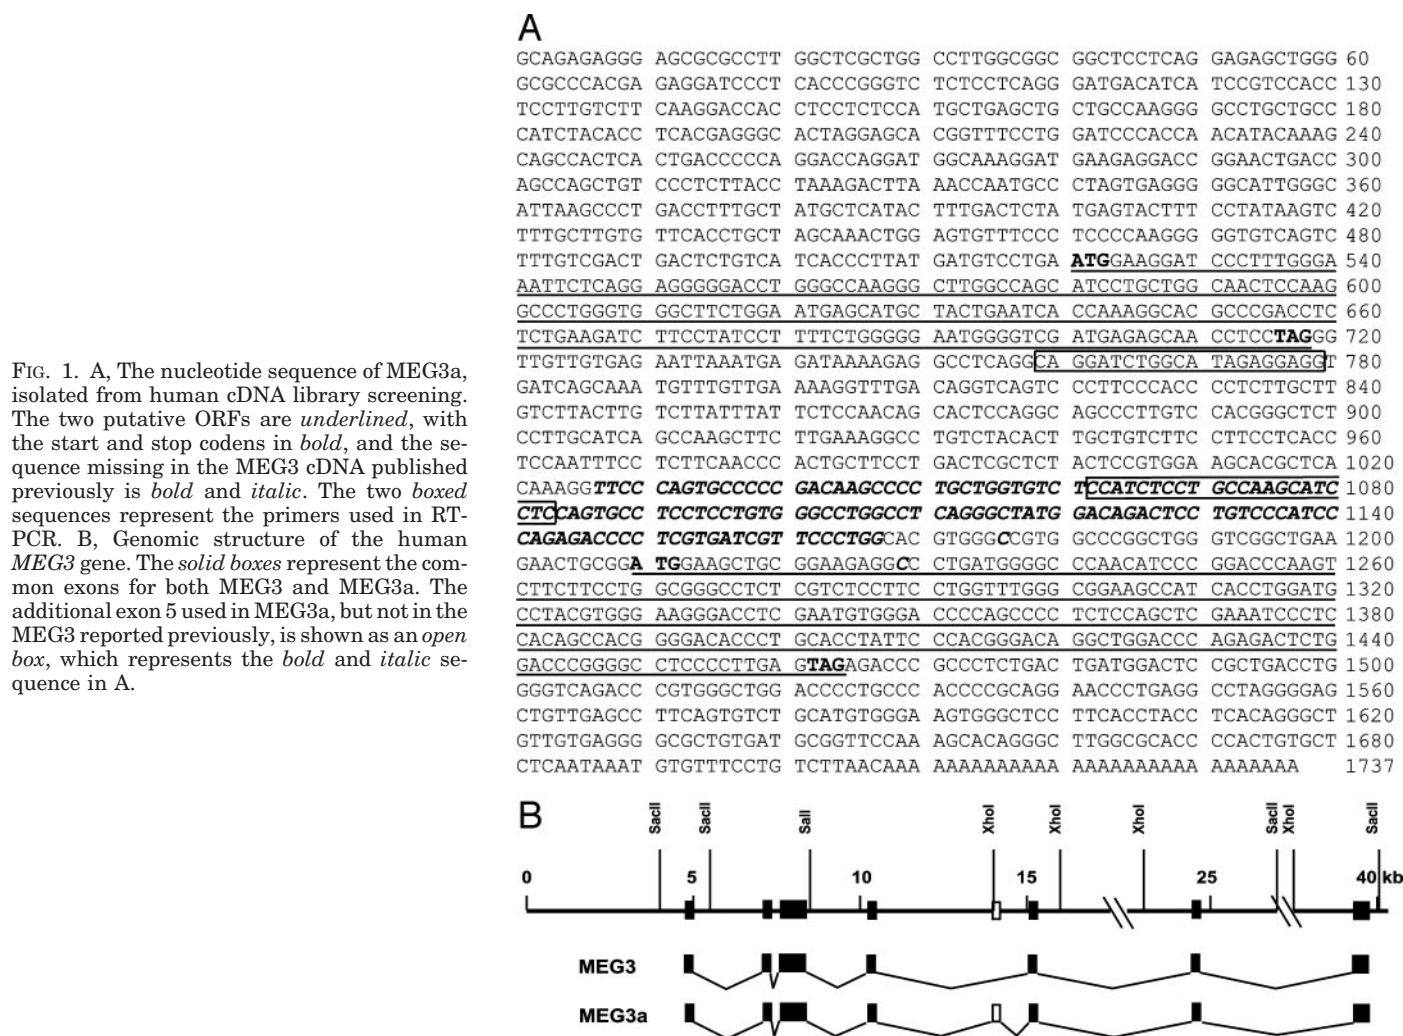 A
GCAGAGAGGG AGCGCGCCTT GGCTCGCTGG CCTTGGCGGC GGCTCCTCAG GAGAGCTGGG 60
GCGCCCACGA GAGGATCCCT CACCCGGGTC TCTCCTCAGG GATGACATCA TCCGTCCACC 130
TCCTTGTCTT CAAGGACCAC CTCCTCTCCA TGCTGAGCTG CTGCCAAGGG GCCTGCTGCC 180
CATCTACACC TCACGAGGGC ACTAGGAGCA CGGTTTCCTG GATCCCACCA ACATACAAAG 240
CAGCCACTCA CTGACCCCCA GGACCAGGAT GGCAAAGGAT GAAGAGGACC GGAACTGACC 300
AGCCAGCTGT CCCTCTTACC TAAAGACTTA AACCAATGCC CTAGTGAGGG GGCATTGGGC 360
ATTAAGCCCT GACCTTTGCT ATGCTCATAC TTTGACTCTA TGAGTACTTT CCTATAAGTC 420
TTTGCTTGTG TTCACCTGCT AGCAAACTGG AGTGTTTCCC TCCCCAAGGG GGTGTCAGTC 480
TTTGTCGACT GACTCTGTCA TCACCCTTAT GATGTCCTGA ATGGAAGGAT CCCTTTGGGA 540
AATTCTCAGG AGGGGGACCT GGGCCAAGGG CTTGGCCAGC ATCCTGCTGG CAACTCCAAG 600
GCCCTGGGTG GGCTTCTGGA ATGAGCATGC TACTGAATCA CCAAAGGCAC GCCCGACCTC 660
TCTGAAGATC TTCCTATCCT TTTCTGGGGG AATGGGGTCG ATGAGAGCAA CCTCCTAGGG 720
TTGTTGTGAG AATTAAATGA GATAAAAGAG GCCTCAGGCA GGATCTGGCA TAGAGGAGGT 780
GATCAGCAAA TGTTTGTTGA AAAGGTTTGA CAGGTCAGTC CCTTCCCACC CCTCTTGCTT 840
GTCTTACTTG TCTTATTTAT TCTCCAACAG CACTCCAGGC AGCCCTTGTC CACGGGCTCT 900
CCTTGCATCA GCCAAGCTTC TTGAAAGGCC TGTCTACACT TGCTGTCTTC CTTCCTCACC 960
TCCAATTTCC TCTTCAACCC ACTGCTTCCT GACTCGCTCT ACTCCGTGGA AGCACGCTCA 1020
CAAAGGTTCC CAGTGCCCCC GACAAGCCCC TGCTGGTGTC TCCATCTCCT GCCAAGCATC 1080
CTCCAGTGCC TCCTCCTGTG GGCCTGGCCT CAGGGCTATGG ACAGACTCC TGTCCCATCC 1140
CAGAGACCCC TCGTGATCGT TCCCTGGCAC GTGGGCCGTGG GCCCGGCTGG GTCGGCTGAA 1200
GAACTGCGGA TGGAAGCTGC GGAAGAGGCC CTGATGGGGC CCAACATCCC GGACCCAAGT 1260
CTTCTTCCTG GCGGGCCTCT CGTCTCCTTC CTGGTTTGGG CGGAAGCCAT CACCTGGATG 1320
CCTACGTGGG AAGGGACCTC GAATGTGGGA CCCCAGCCCC TCTCCAGCTC GAAATCCCTC 1380
CACAGCCACG GGGACACCCT GCACCTATTC CCACGGGACA GGCTGGACCC AGAGACTCTG 1440
GACCCGGGGC CTCCCCTTGAG TAGAGACCC GCCCTCTGAC TGATGGACTC CGCTGACCTG 1500
GGGTCAGACC CGTGGGCTGG ACCCCTGCCC ACCCCGCAGG AACCCTGAGG CCTAGGGGAG 1560
CTGTTGAGCC TTCAGTGTCT GCATGTGGGA AGTGGGCTCC TTCACCTACC TCACAGGGCT 1620
GTTGTGAGGG GCGCTGTGAT GCGGTTCCAA AGCACAGGGC TTGGCGCACC CCACTGTGCT 1680
CTCAATAAAT GTGTTTCCTG TCTTAACAAA AAAAAAAAAA AAAAAAAAAA AAAAAAA 1737
FIG. 1. A, The nucleotide sequence of MEG3a,
isolated from human cDNA library screening.
The two putative ORFs are underlined, with
the start and stop codens in bold, and the se-
quence missing in the MEG3 cDNA published
previously is bold and italic. The two boxed
sequences represent the primers used in RT-
PCR. B, Genomic structure of the human
MEG3 gene. The solid boxes represent the com-
mon exons for both MEG3 and MEG3a. The
additional exon 5 used in MEG3a, but not in the
MEG3 reported previously, is shown as an open
box, which represents the bold and italic se-
quence in A.
B
SacII SacII SalI XhoI XhoI XhoI SacII XhoI SacII
0 5 10 15 25 40 kb
MEG3
MEG3a